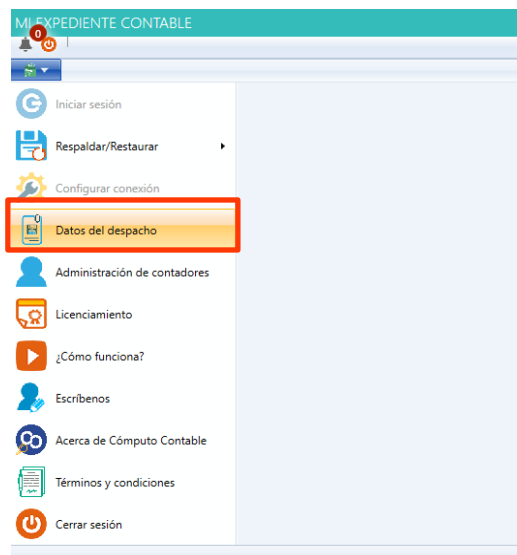 MI EXPEDIENTE CONTABLE
0
Iniciar sesión
Respaldar/Restaurar
Configurar conexión
Datos del despacho
Administración de contadores
Licenciamiento
¿Cómo funciona?
Escríbenos
Acerca de Cómputo Contable
Términos y condiciones
Cerrar sesión